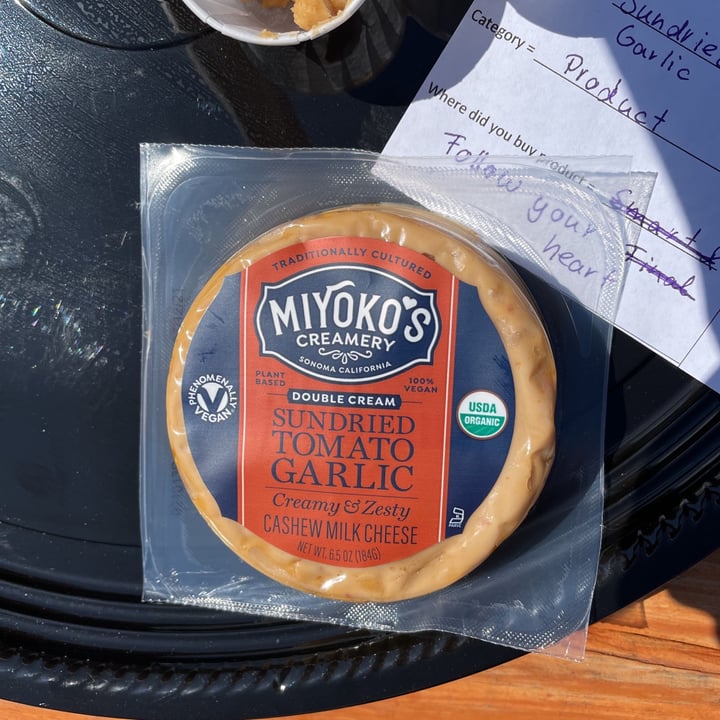 Sundried
Garlic
Category = Product
Where did you buy product =
Follow your
heart
TRADITIONALLY CULTURED
MIYOKO'S
CREAMERY
SONOMA CALIFORNIA
PLANT
BASED
100%
VEGAN
PHENOMENALLY
VEGAN
DOUBLE CREAM
USDA
ORGANIC
SUNDRIED
TOMATO
GARLIC
Creamy & Zesty
CASHEW MILK CHEESE
NET WT. 6.5 OZ (184G)